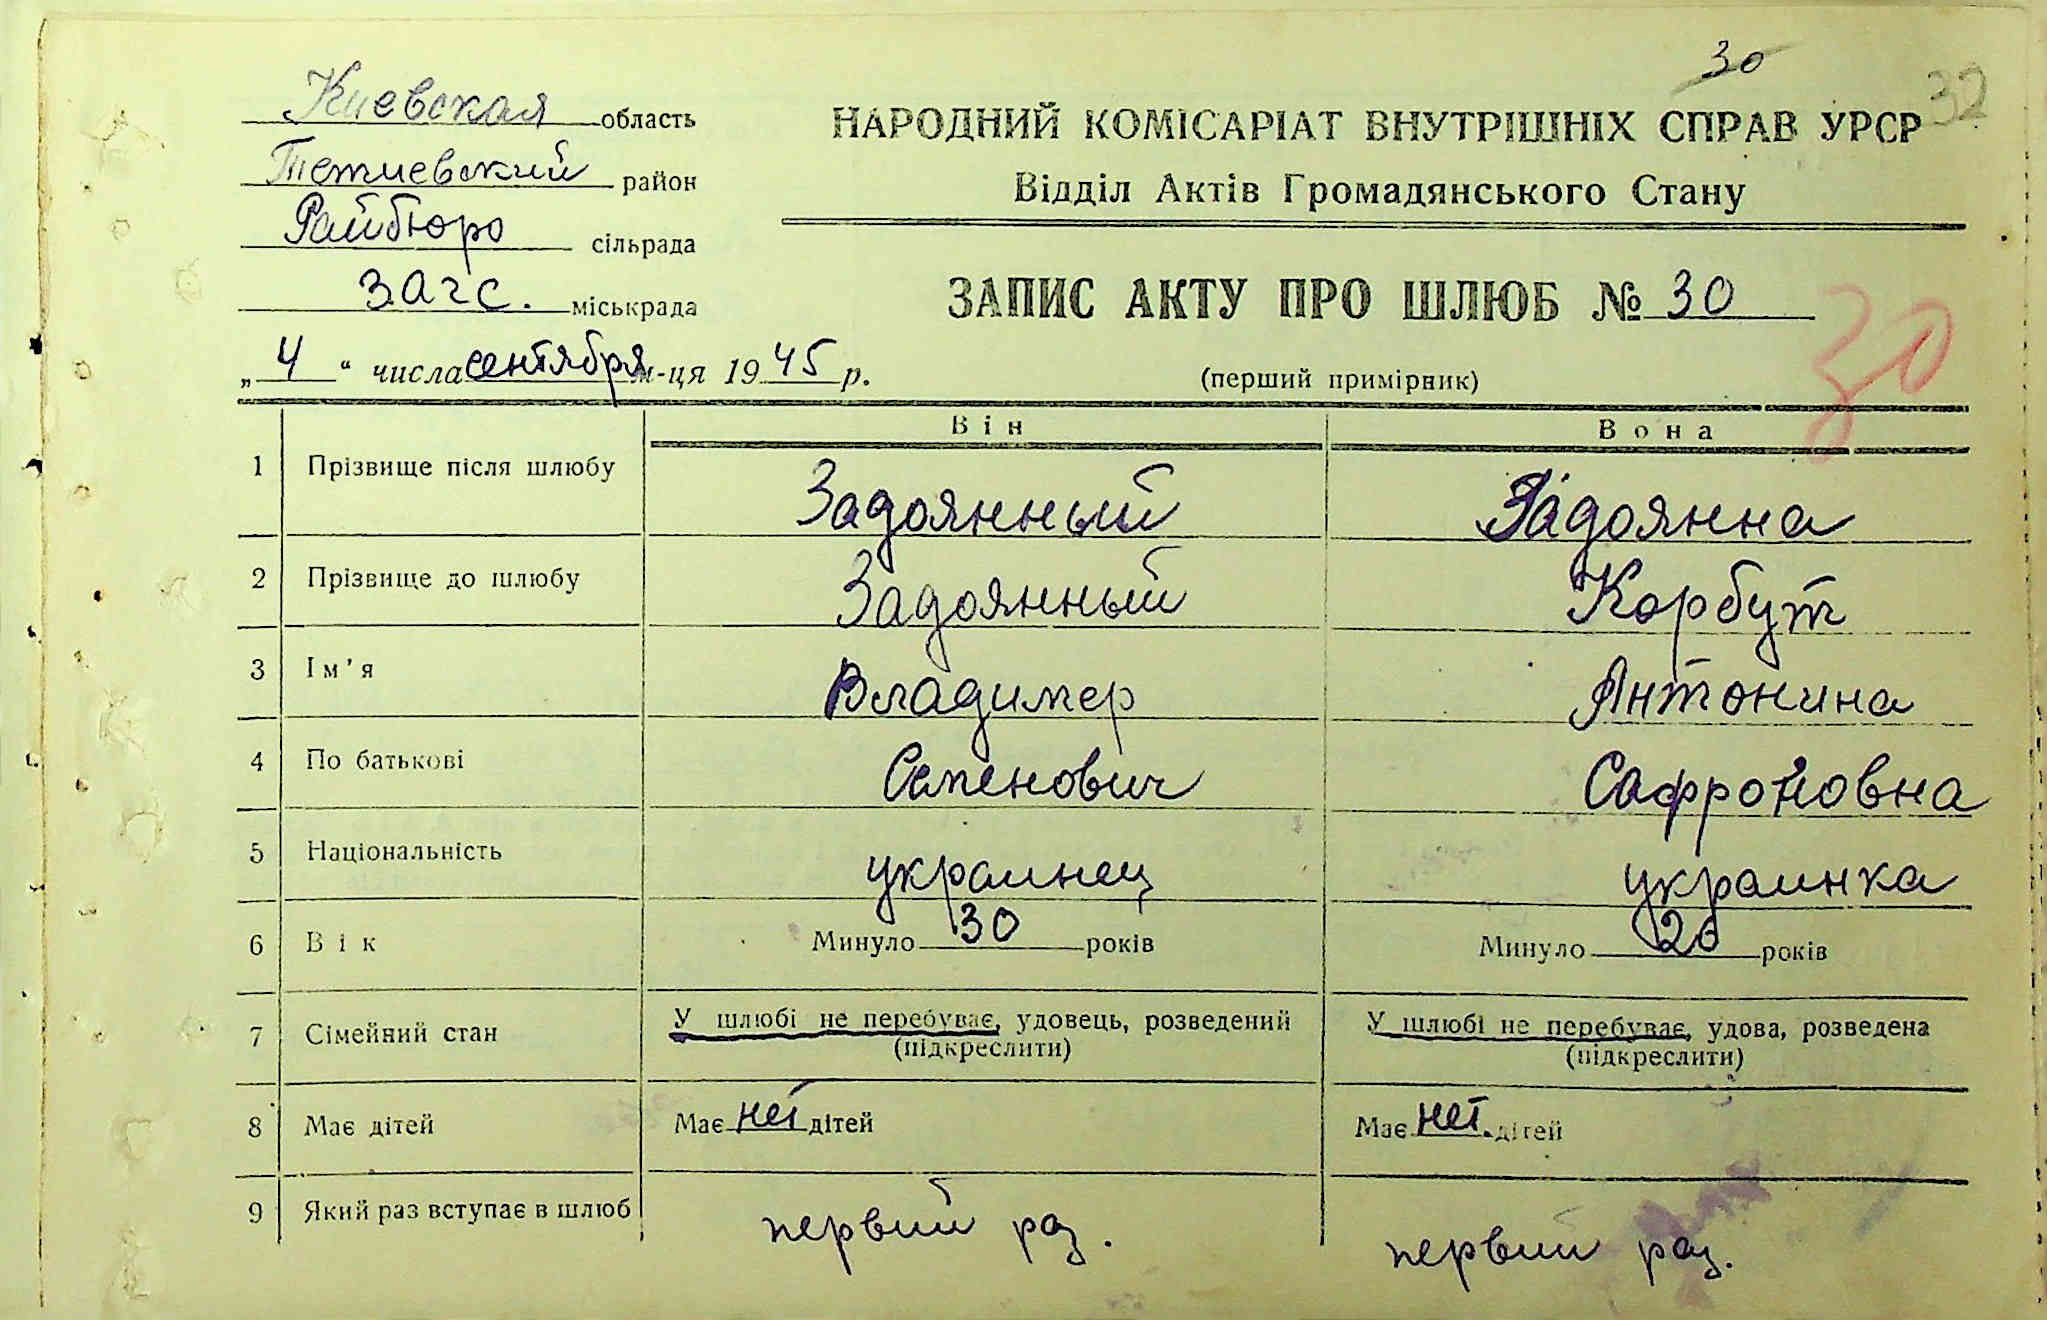 30
32
Киевская область
НАРОДНИЙ КОМІСАРІАТ ВНУТРІШНІХ СПРАВ УРСР
Тетиевский район
Відділ Актів Громадянського Стану
Райбюро сільрада
загс. міськрада
ЗАПИС АКТУ ПРО ШЛЮБ № 30
30
„4“ числа сентября м-ця 1945 р.
(перший примірник)
Він Вона
1 Прізвище після шлюбу Задоянный Задоянна
2 Прізвище до шлюбу Задоянный Корбут
3 Ім'я Владимер Антонина
4 По батькові Семенович Сафроновна
5 Національність украинец украинка
6 Вік Минуло 30 років Минуло 20 років
7 Сімейний стан У шлюбі не перебуває, удовець, розведений У шлюбі не перебуває, удова, розведена
(підкреслити) (підкреслити)
8 Має дітей Має нет дітей Має нет. дітей
9 Який раз вступає в шлюб первий раз. первий раз.